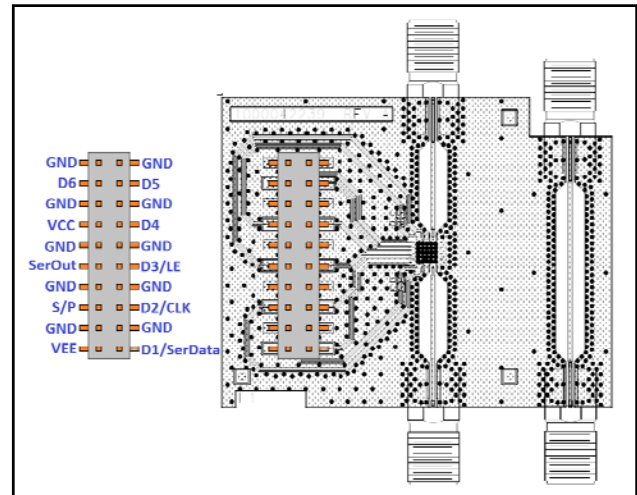 GND GND
D6 D5
GND GND
VCC D4
GND GND
SerOut D3/LE
GND GND
S/P D2/CLK
GND GND
VEE D1/SerData